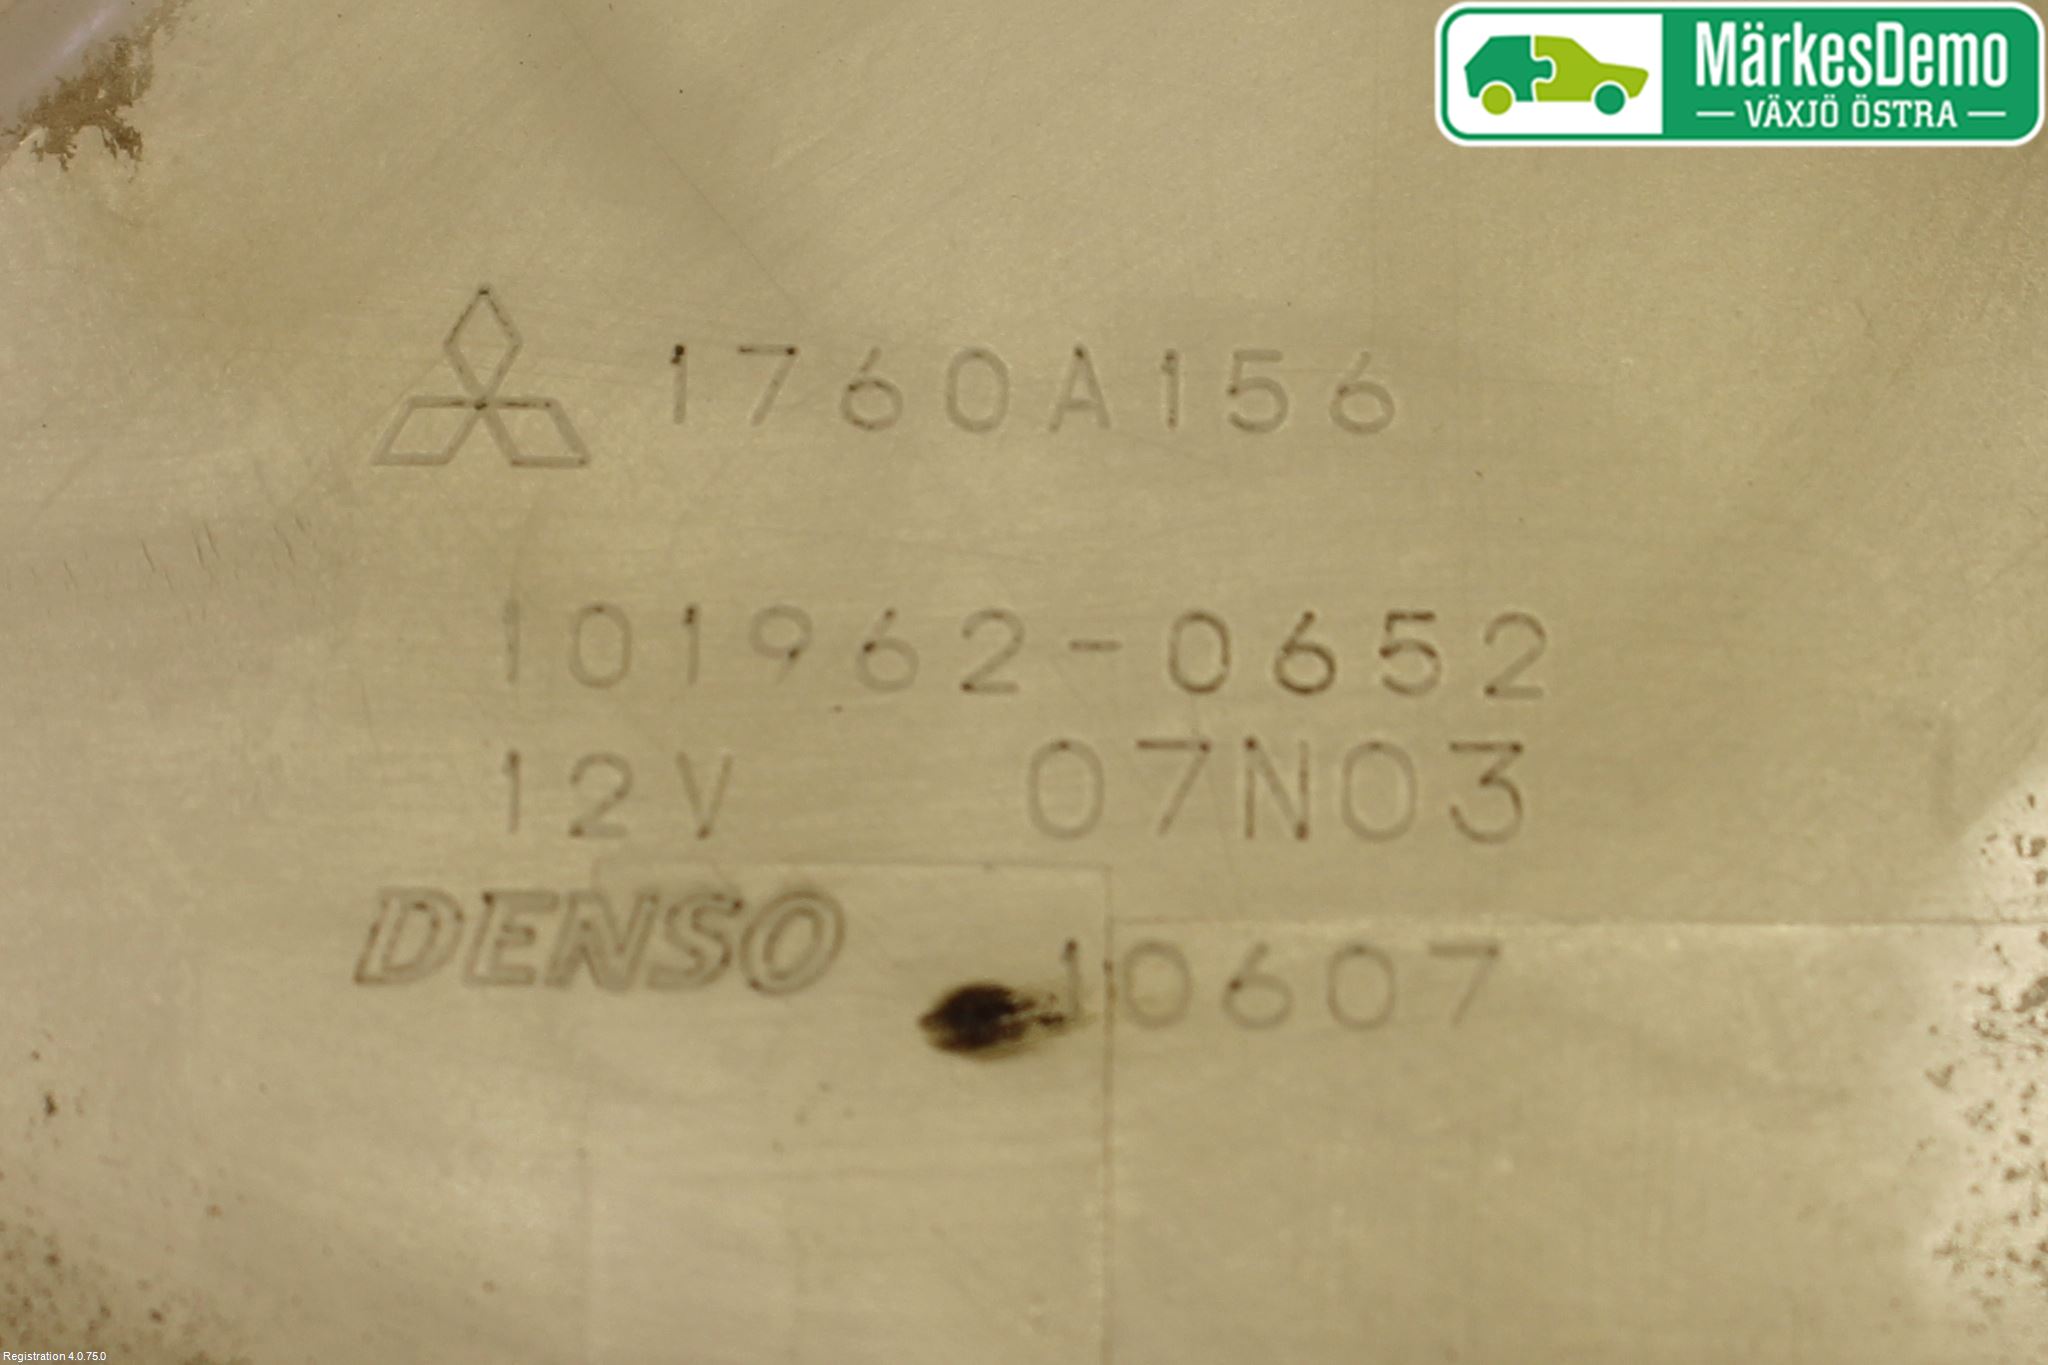 MärkesDemo
VÄXJÖ ÖSTRA
1760A156
101962-0652
12V 07N03
DENSO 10607
Registration 4.0.75.0